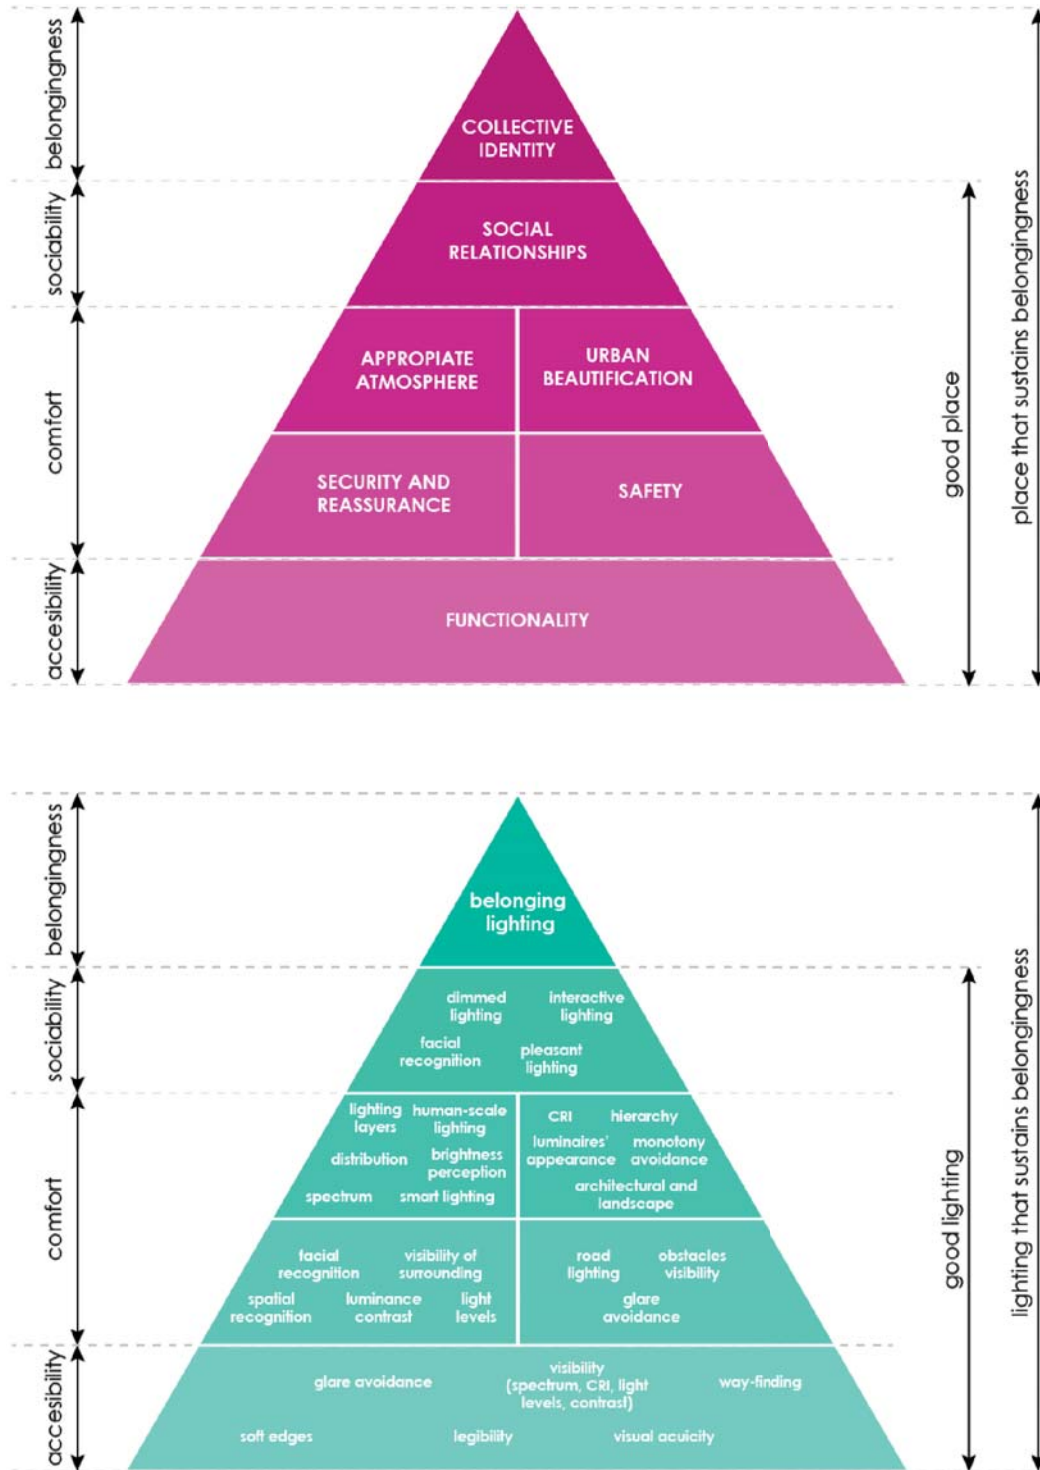 belongingness
COLLECTIVE
IDENTITY
sociability
SOCIAL
RELATIONSHIPS
comfort
APPROPIATE
ATMOSPHERE
URBAN
BEAUTIFICATION
SECURITY AND
REASSURANCE
SAFETY
accesibility
FUNCTIONALITY
good place
place that sustains belongingness
belongingness
belonging
lighting
sociability
dimmed
lighting
interactive
lighting
facial
recognition
pleasant
lighting
comfort
lighting
layers
human-scale
lighting
distribution
brightness
perception
spectrum
smart lighting
CRI
hierarchy
luminaires'
appearance
monotony
avoidance
architectural and
landscape
facial
recognition
visibility of
surrounding
spatial
recognition
luminance
contrast
light
levels
road
lighting
obstacles
visibility
glare
avoidance
accesibility
glare avoidance
visibility
(spectrum, CRI, light
levels, contrast)
way-finding
soft edges
legibility
visual acuicity
good lighting
lighting that sustains belongingness